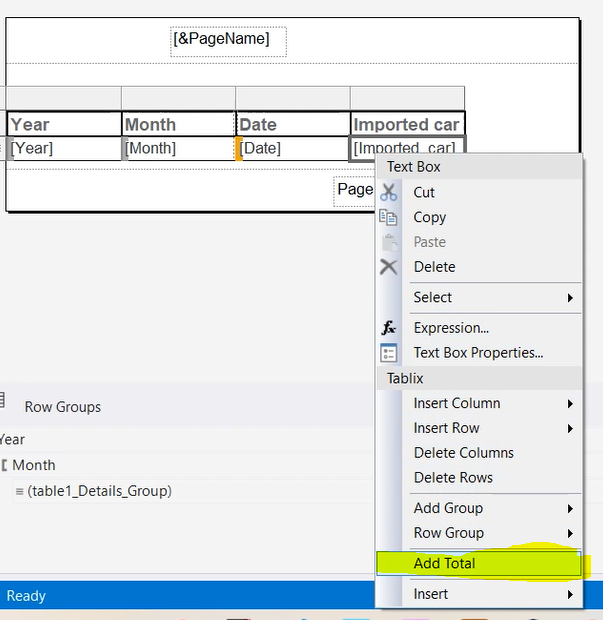 [&PageName]
Year Month Date Imported car
[Year] [Month] [Date] [Imported_car]
Page
Text Box
Cut
Copy
Paste
Delete
Select
fx Expression...
Text Box Properties...
Tablix
Insert Column
Insert Row
Delete Columns
Delete Rows
Add Group
Row Group
Add Total
Insert
Row Groups
Year
Month
(table1_Details_Group)
Ready